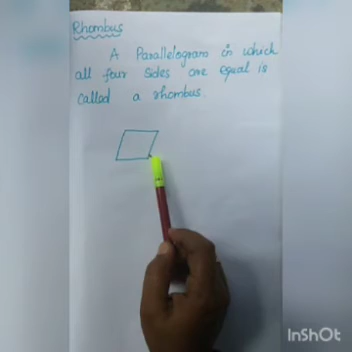 Rhombus
A Parallelogram in which
all four sides are equal is
called a rhombus.
InShOt